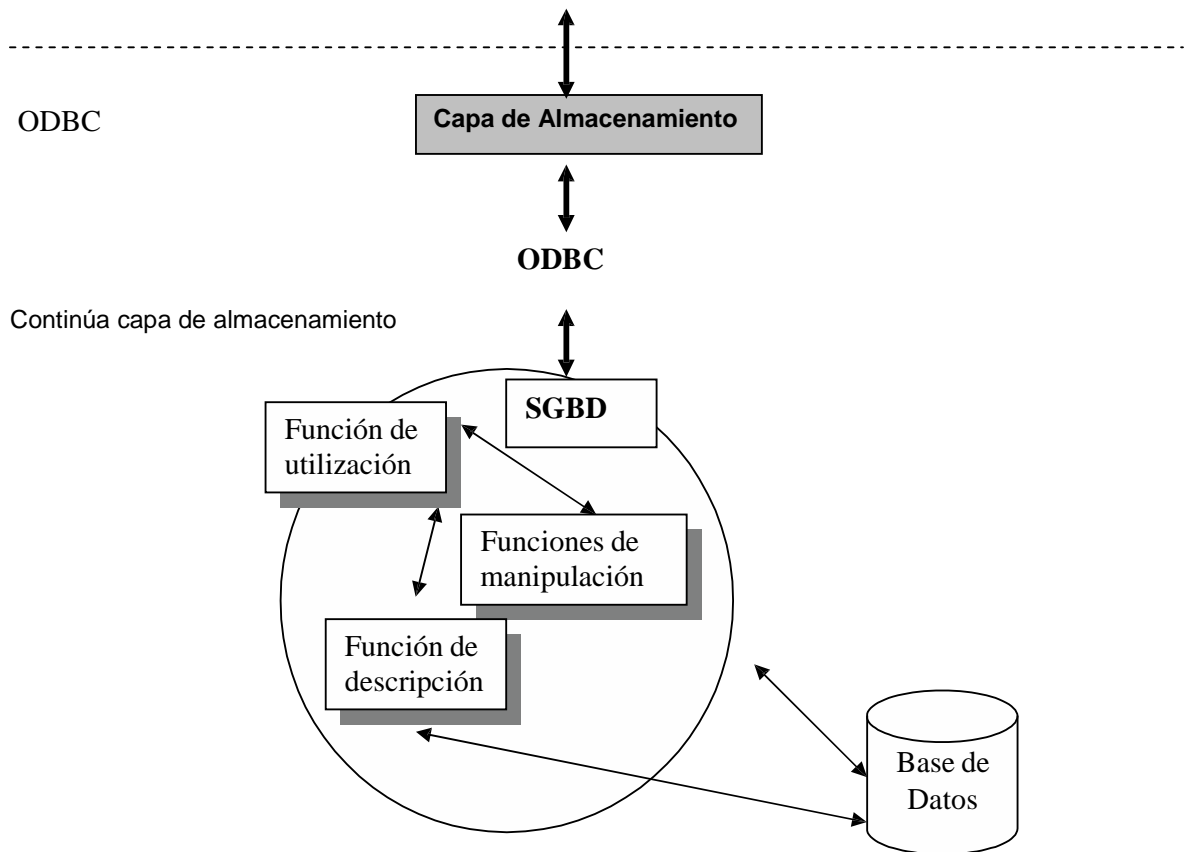 ODBC
Capa de Almacenamiento
ODBC
Continúa capa de almacenamiento
SGBD
Función de
utilización
Funciones de
manipulación
Función de
descripción
Base de
Datos